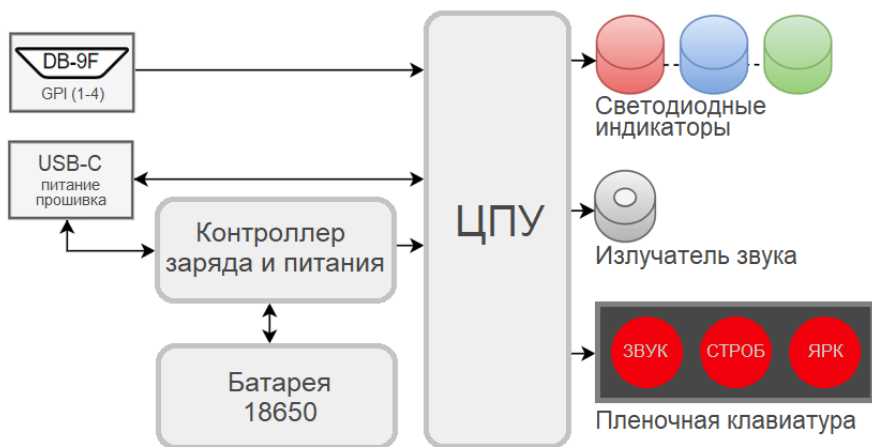 DB-9F
GPI (1-4)
USB-C
питание
прошивка
Контроллер
заряда и питания
Батарея
18650
ЦПУ
Светодиодные
индикаторы
Излучатель звука
ЗВУК
СТРОБ
ЯРК
Пленочная клавиатура